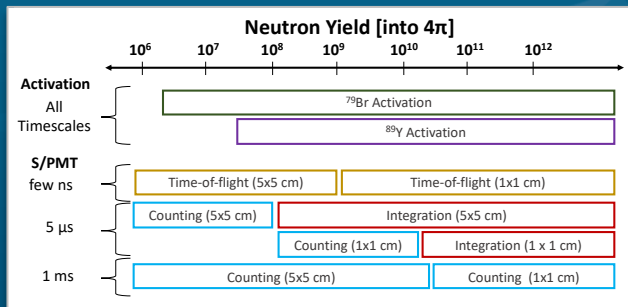 Neutron Yield [into 4π]
10⁶ 10⁷ 10⁸ 10⁹ 10¹⁰ 10¹¹ 10¹²
Activation
All
Timescales
⁷⁹Br Activation
⁸⁹Y Activation
S/PMT
few ns
Time-of-flight (5x5 cm) Time-of-flight (1x1 cm)
5 µs
Counting (5x5 cm) Integration (5x5 cm)
Counting (1x1 cm) Integration (1 x 1 cm)
1 ms
Counting (5x5 cm) Counting (1x1 cm)